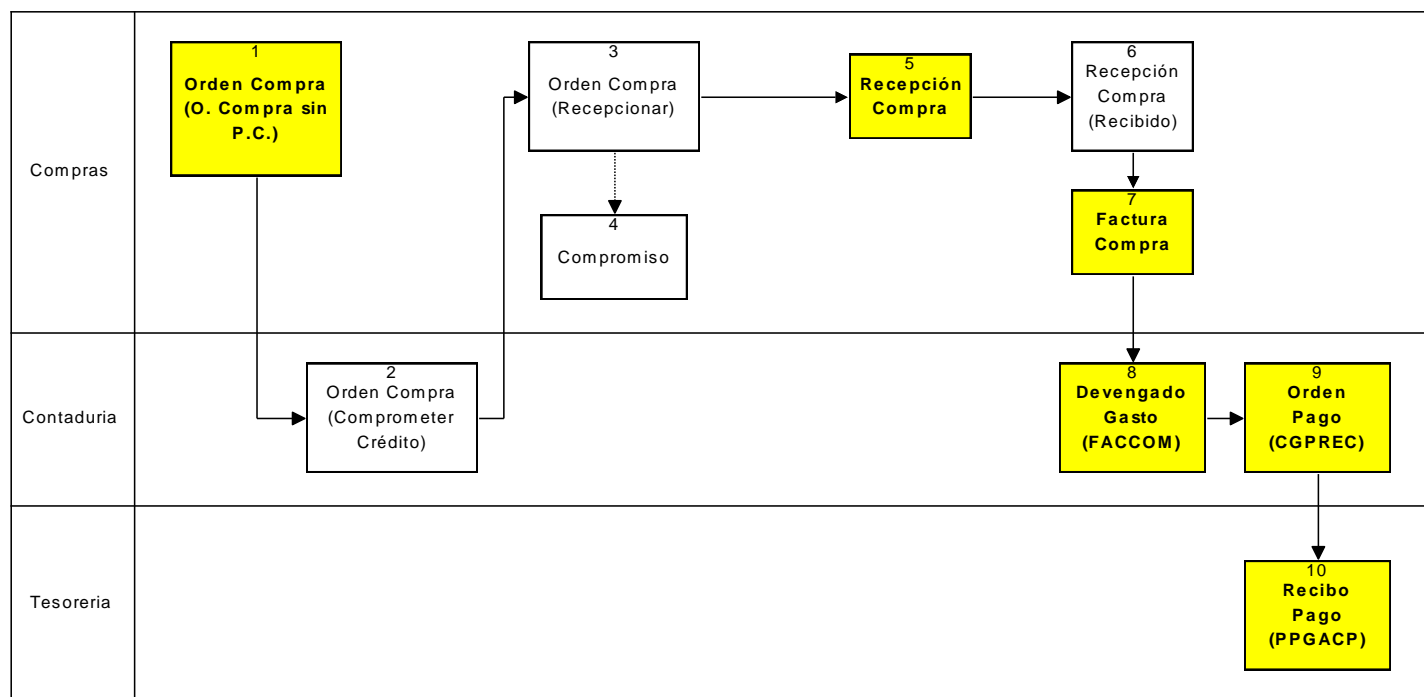 Compras
1
Orden Compra
(O. Compra sin
P.C.)
3
Orden Compra
(Recepcionar)
5
Recepción
Compra
6
Recepción
Compra
(Recibido)
4
Compromiso
7
Factura
Compra
Contaduria
2
Orden Compra
(Comprometer
Crédito)
8
Devengado
Gasto
(FACCOM)
9
Orden
Pago
(CGPREC)
Tesoreria
10
Recibo
Pago
(PPGACP)